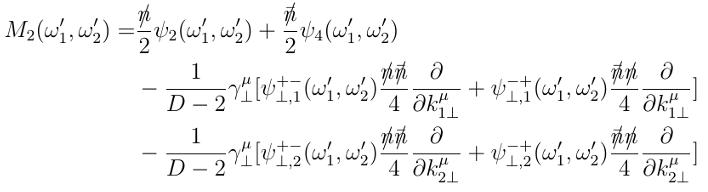 $M_2(\omega_1', \omega_2') = \frac{\not{n}}{2} \psi_2(\omega_1', \omega_2') + \frac{\not{\bar{n}}}{2} \psi_4(\omega_1', \omega_2')$
$- \frac{1}{D-2} \gamma_\perp^\mu [\psi_{\perp,1}^{+-}(\omega_1', \omega_2') \frac{\not{n}\not{\bar{n}}}{4} \frac{\partial}{\partial k_{1\perp}^\mu} + \psi_{\perp,1}^{-+}(\omega_1', \omega_2') \frac{\not{\bar{n}}\not{n}}{4} \frac{\partial}{\partial k_{1\perp}^\mu}]$
$- \frac{1}{D-2} \gamma_\perp^\mu [\psi_{\perp,2}^{+-}(\omega_1', \omega_2') \frac{\not{n}\not{\bar{n}}}{4} \frac{\partial}{\partial k_{2\perp}^\mu} + \psi_{\perp,2}^{-+}(\omega_1', \omega_2') \frac{\not{\bar{n}}\not{n}}{4} \frac{\partial}{\partial k_{2\perp}^\mu}]$